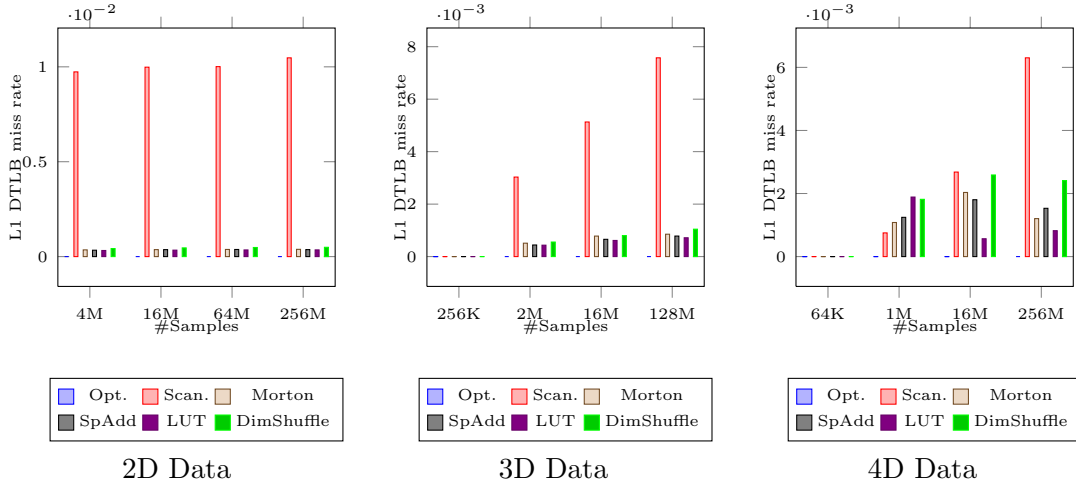 ·10⁻²
1
0.5
0
L1 DTLB miss rate
4M 16M 64M 256M
#Samples
Opt. Scan. Morton
SpAdd LUT DimShuffle
2D Data
·10⁻³
8
6
4
2
0
L1 DTLB miss rate
256K 2M 16M 128M
#Samples
Opt. Scan. Morton
SpAdd LUT DimShuffle
3D Data
·10⁻³
6
4
2
0
L1 DTLB miss rate
64K 1M 16M 256M
#Samples
Opt. Scan. Morton
SpAdd LUT DimShuffle
4D Data